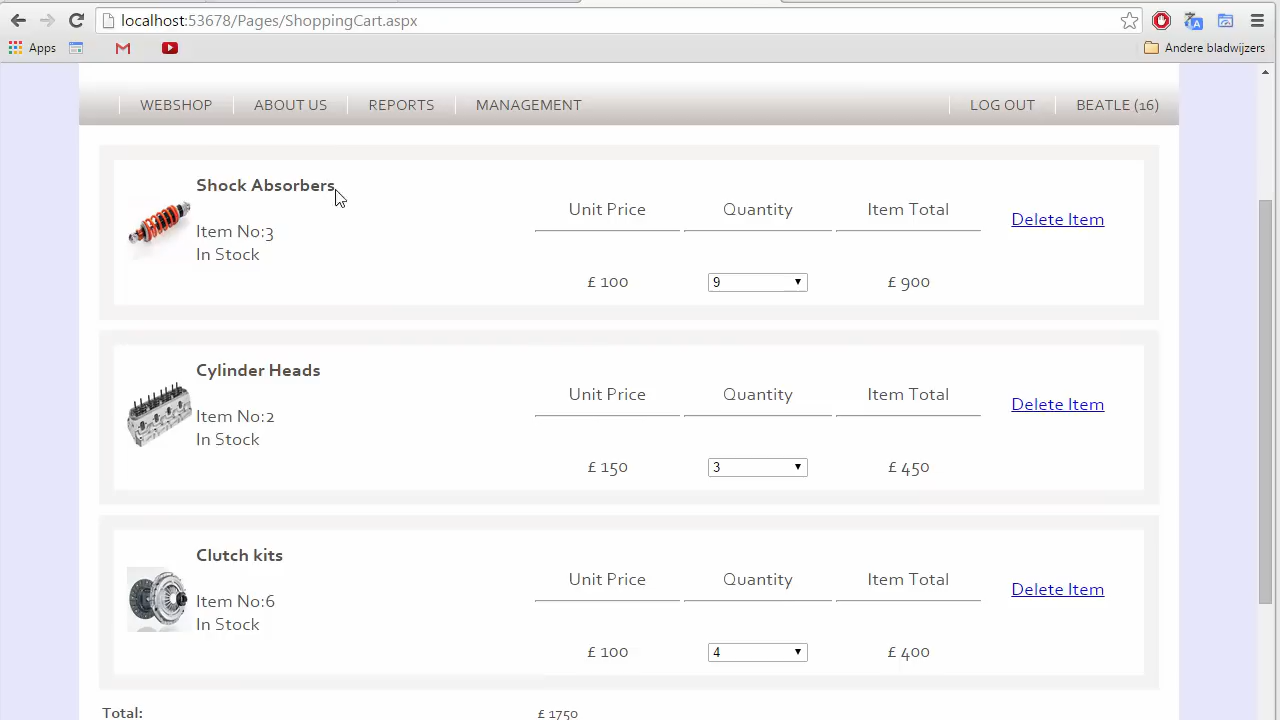 localhost:53678/Pages/ShoppingCart.aspx
Apps
Andere bladwijzers
WEBSHOP ABOUT US REPORTS MANAGEMENT LOG OUT BEATLE (16)
Shock Absorbers
Unit Price Quantity Item Total Delete Item
Item No:3
In Stock
£ 100 9 £ 900
Cylinder Heads
Unit Price Quantity Item Total Delete Item
Item No:2
In Stock
£ 150 3 £ 450
Clutch kits
Unit Price Quantity Item Total Delete Item
Item No:6
In Stock
£ 100 4 £ 400
Total: £ 1750